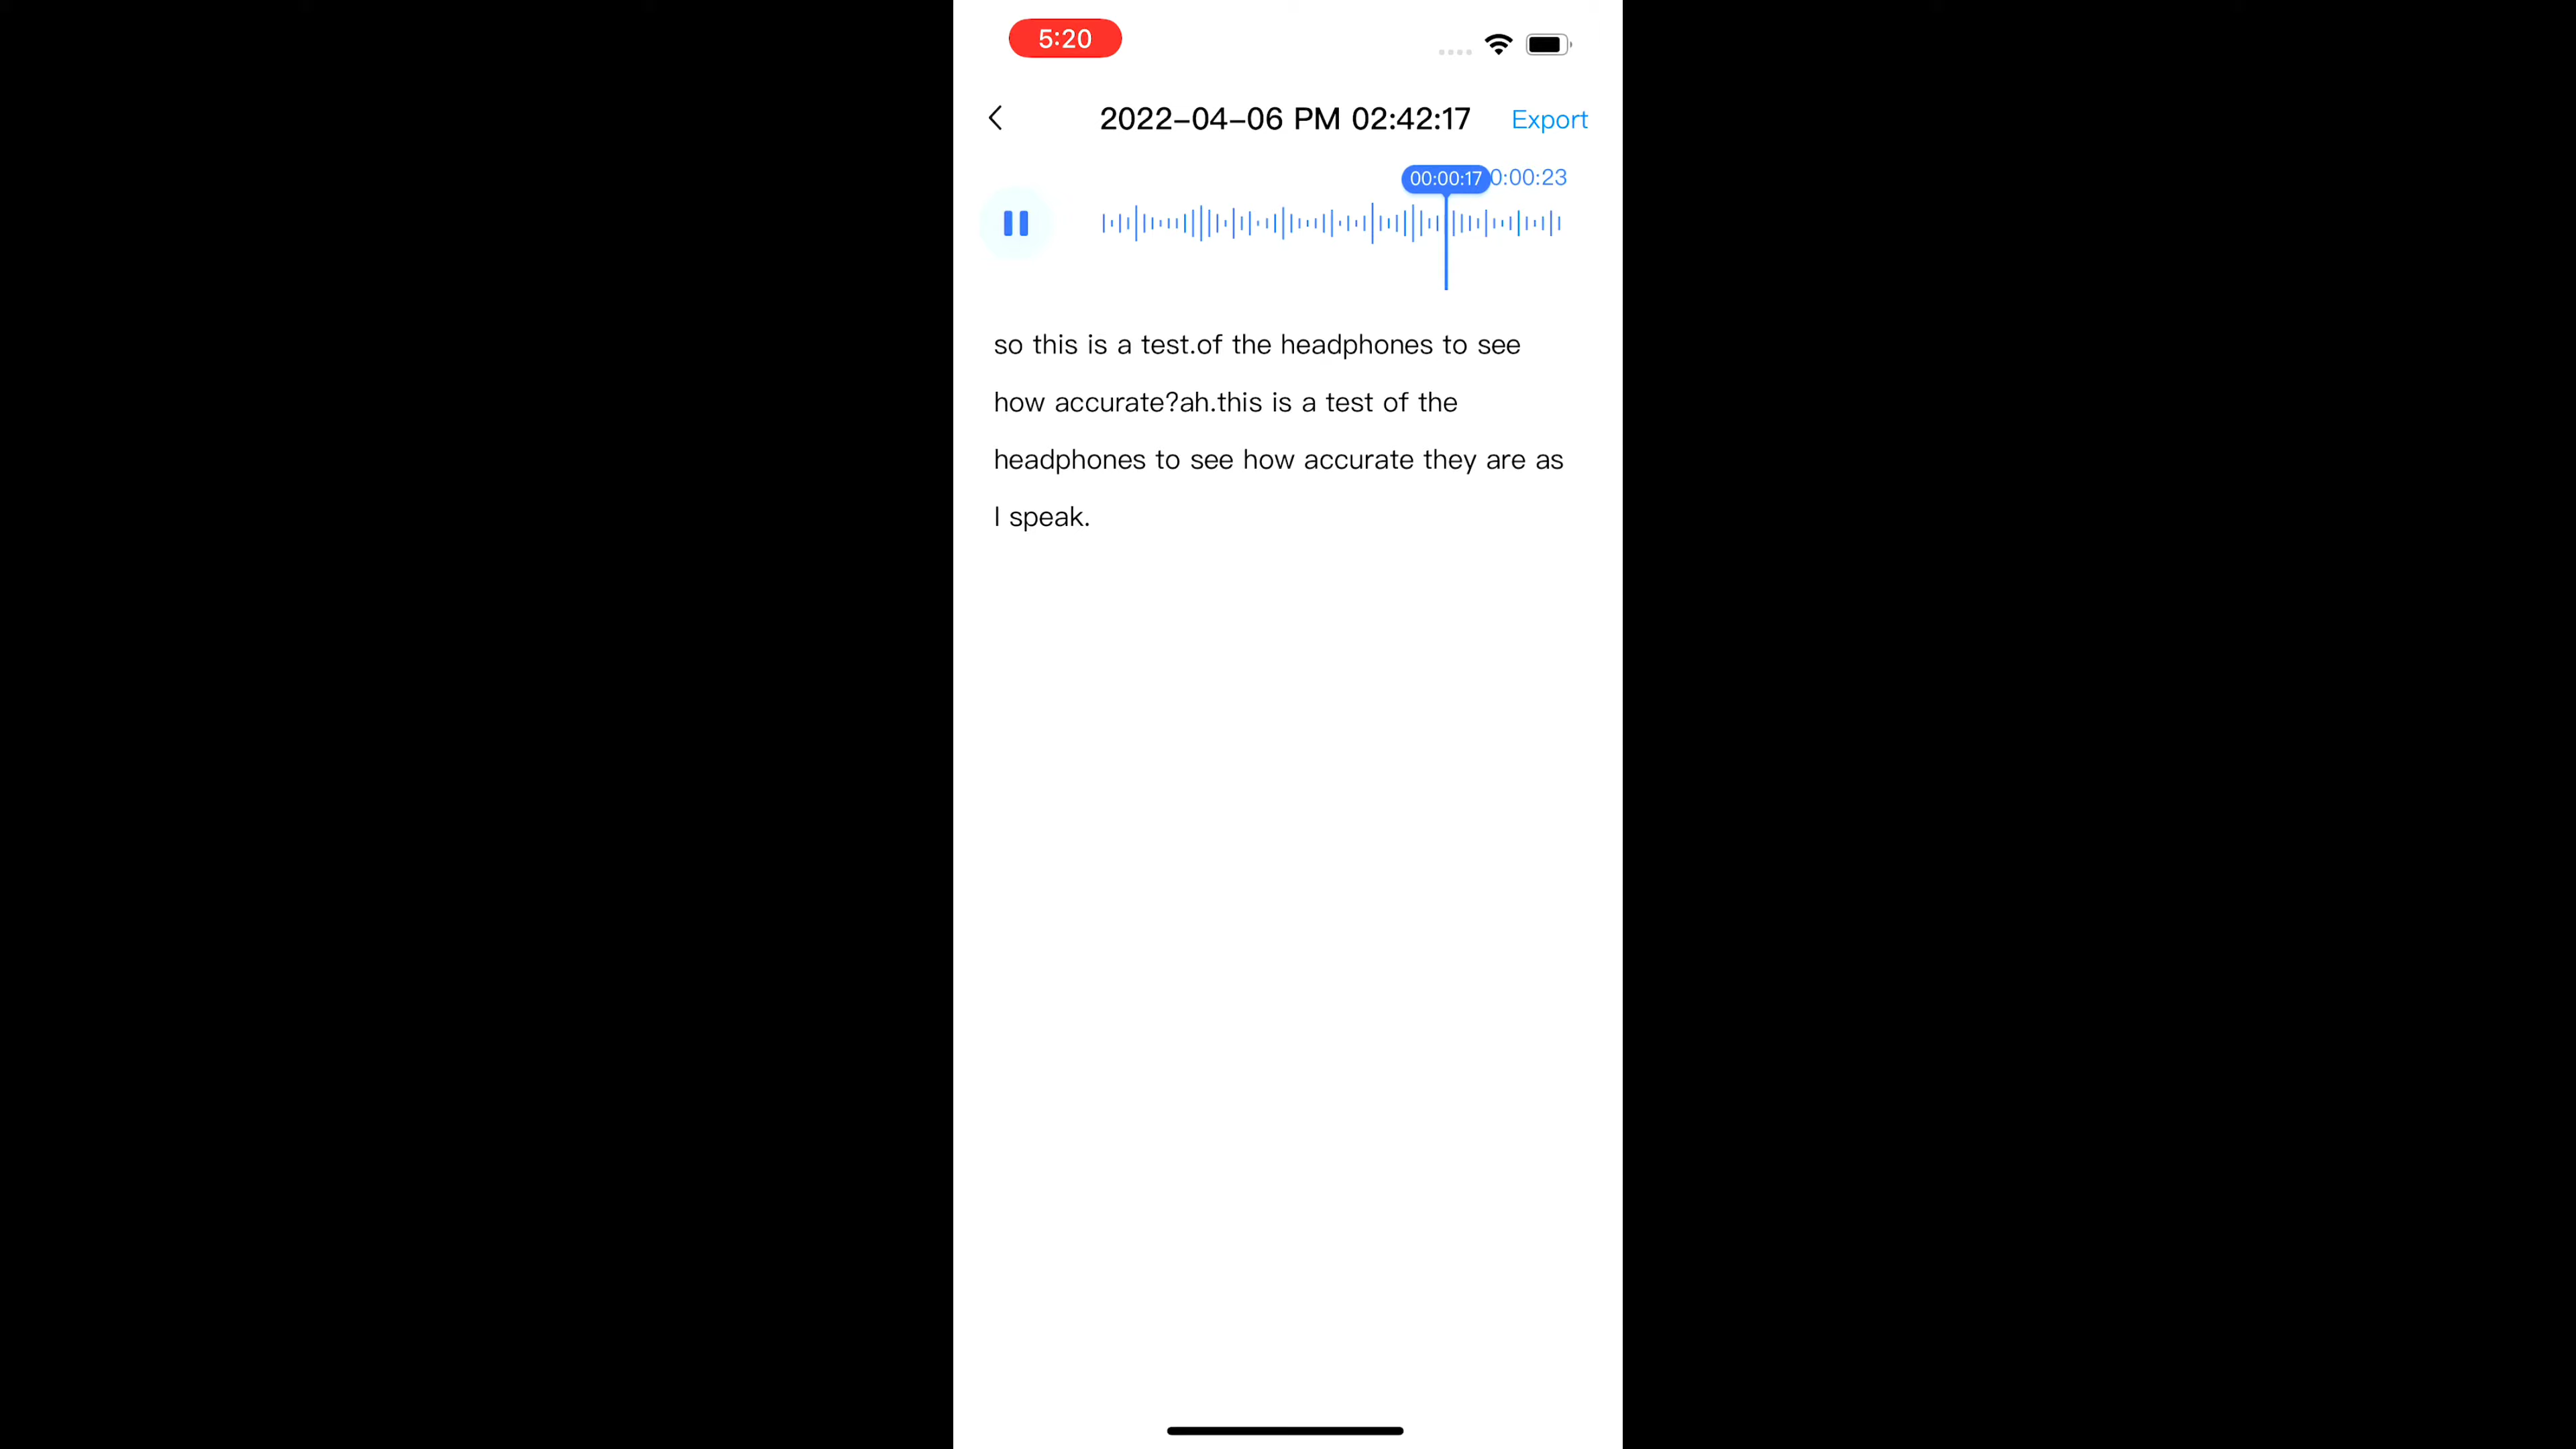 5:20
2022-04-06 PM 02:42:17 Export
00:00:17 0:00:23
so this is a test.of the headphones to see
how accurate?ah.this is a test of the
headphones to see how accurate they are as
I speak.